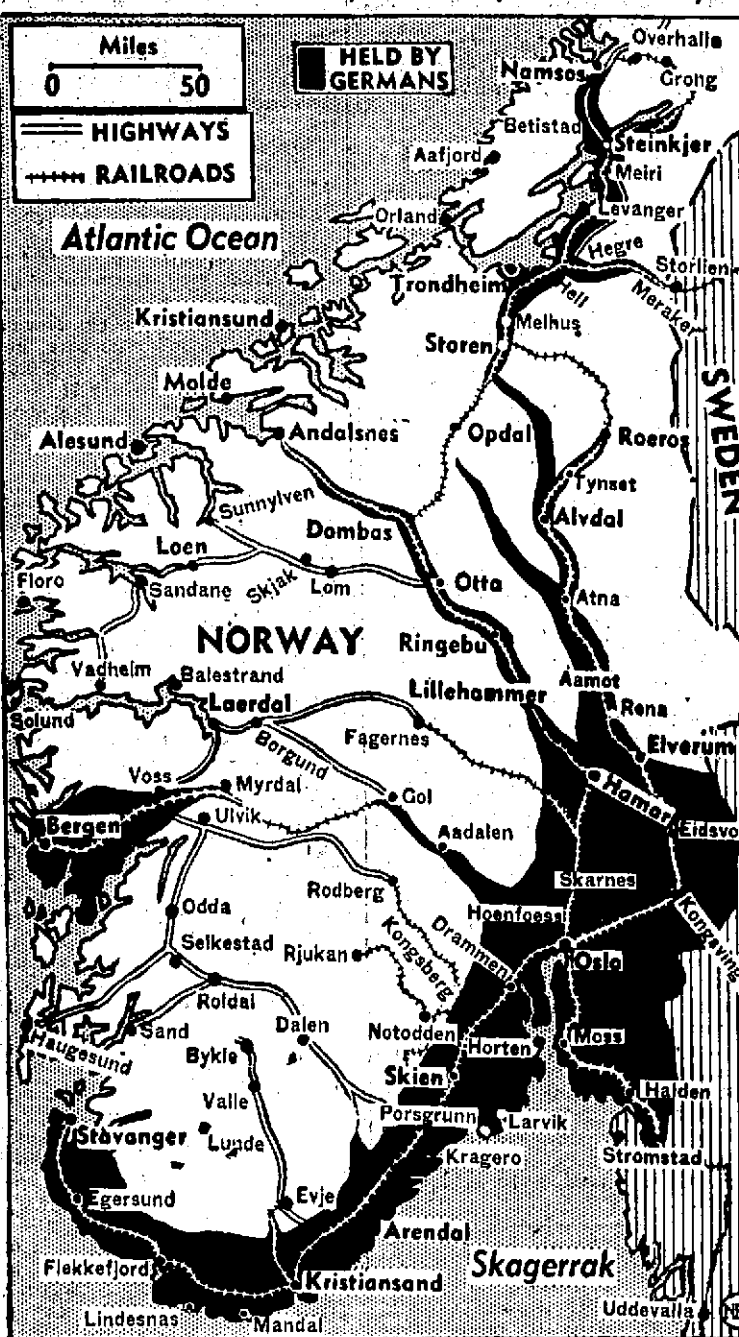 Miles
0 50
HELD BY
GERMANS
HIGHWAYS
RAILROADS
Overhalla
Namsos
Grohg
Betistad
Steinkjer
Aafjord
Meiri
Levanger
Orland
Atlantic Ocean
Hegre
Storlien
Trondheim
Hell
Meraker
Kristiansund
Melhus
Storen
Molde
SWEDEN
Alesund
Andalsnes
Opdal
Roeros
Tynset
Sunnylven
Dombas
Alvdal
Loen
Floro
Sandane
Skjak
Lom
Otta
Atna
NORWAY
Ringebu
Vadheim
Balestrand
Aamot
Solund
Laerdal
Lillehammer
Rena
Borgund
Fagernes
Elverum
Voss
Myrdal
Hamar
Bergen
Ulvik
Gol
Eidsvo
Aadalen
Rodberg
Skarnes
Odda
Hoenfoess
Kongsving
Selkestad
Rjukan
Kongsberg
Drammen
Oslo
Roldal
Haugesund
Sand
Dalen
Notodden
Horten
Moss
Bykle
Skien
Valle
Halden
Porsgrunn
Larvik
Stavanger
Lunde
Kragero
Stromstad
Egersund
Evje
Arendal
Flekkefjord
Skagerrak
Kristiansand
Lindesnas
Mandal
Uddevalla